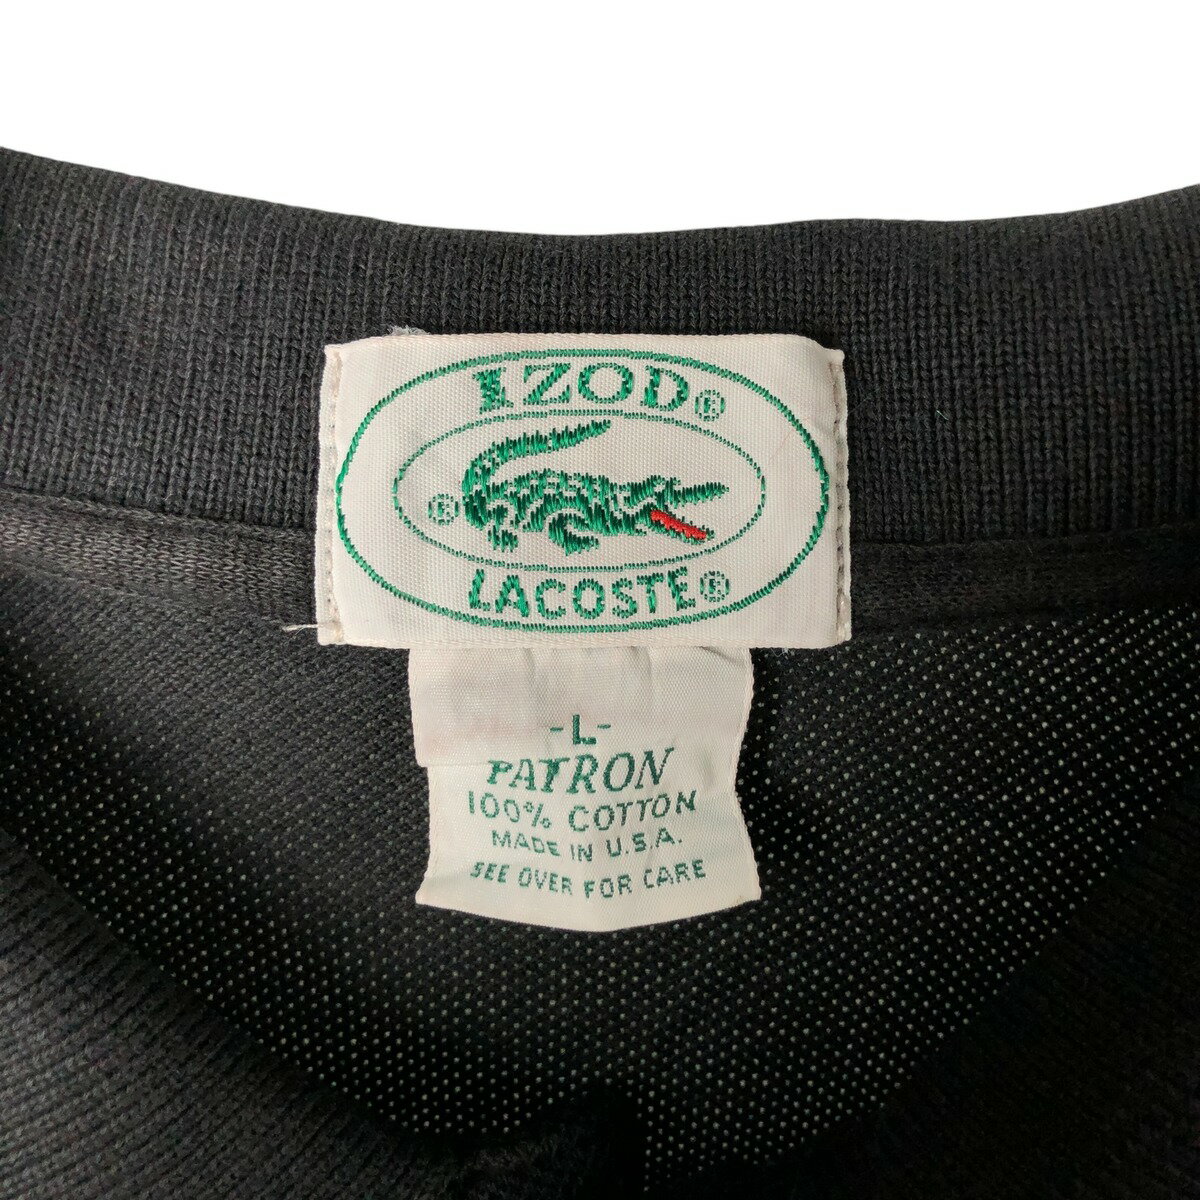 IZOD®
®
LACOSTE®
-L-
PATRON
100% COTTON
MADE IN U.S.A.
SEE OVER FOR CARE